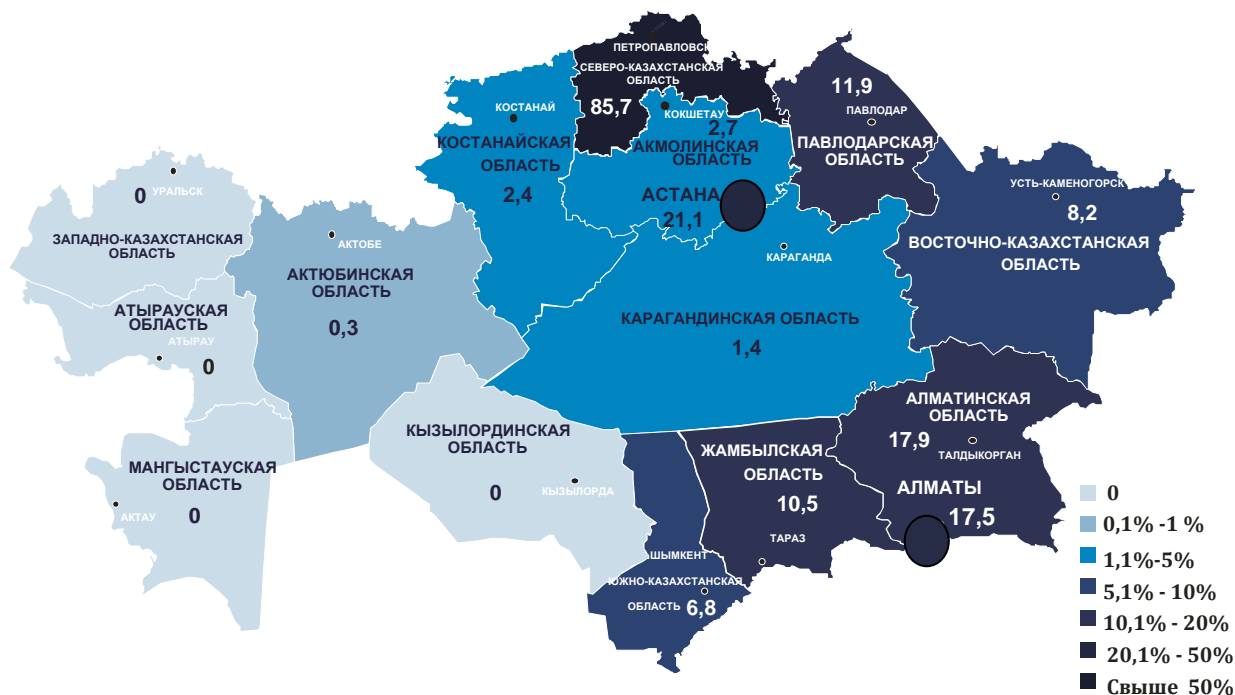 ПЕТРОПАВЛОВСК
СЕВЕРО-КАЗАХСТАНСКАЯ
ОБЛАСТЬ
85,7
КОСТАНАЙ
КОСТАНАЙСКАЯ
ОБЛАСТЬ
2,4
КОКШЕТАУ
2,7
АКМОЛИНСКАЯ
ОБЛАСТЬ
АСТАНА
21,1
11,9
ПАВЛОДАР
ПАВЛОДАРСКАЯ
ОБЛАСТЬ
УСТЬ-КАМЕНОГОРСК
8,2
ВОСТОЧНО-КАЗАХСТАНСКАЯ
ОБЛАСТЬ
УРАЛЬСК
0
ЗАПАДНО-КАЗАХСТАНСКАЯ
ОБЛАСТЬ
АКТОБЕ
АКТЮБИНСКАЯ
ОБЛАСТЬ
0,3
АТЫРАУСКАЯ
ОБЛАСТЬ
АТЫРАУ
0
КАРАГАНДА
КАРАГАНДИНСКАЯ ОБЛАСТЬ
1,4
МАНГЫСТАУСКАЯ
ОБЛАСТЬ
АКТАУ
0
КЫЗЫЛОРДИНСКАЯ
ОБЛАСТЬ
0
КЫЗЫЛОРДА
ЖАМБЫЛСКАЯ
ОБЛАСТЬ
10,5
ТАРАЗ
АЛМАТИНСКАЯ
ОБЛАСТЬ
17,9
ТАЛДЫКОРГАН
АЛМАТЫ
17,5
ШЫМКЕНТ
ЮЖНО-КАЗАХСТАНСКАЯ
ОБЛАСТЬ
6,8
0
0,1% -1 %
1,1%-5%
5,1% - 10%
10,1% - 20%
20,1% - 50%
Свыше 50%